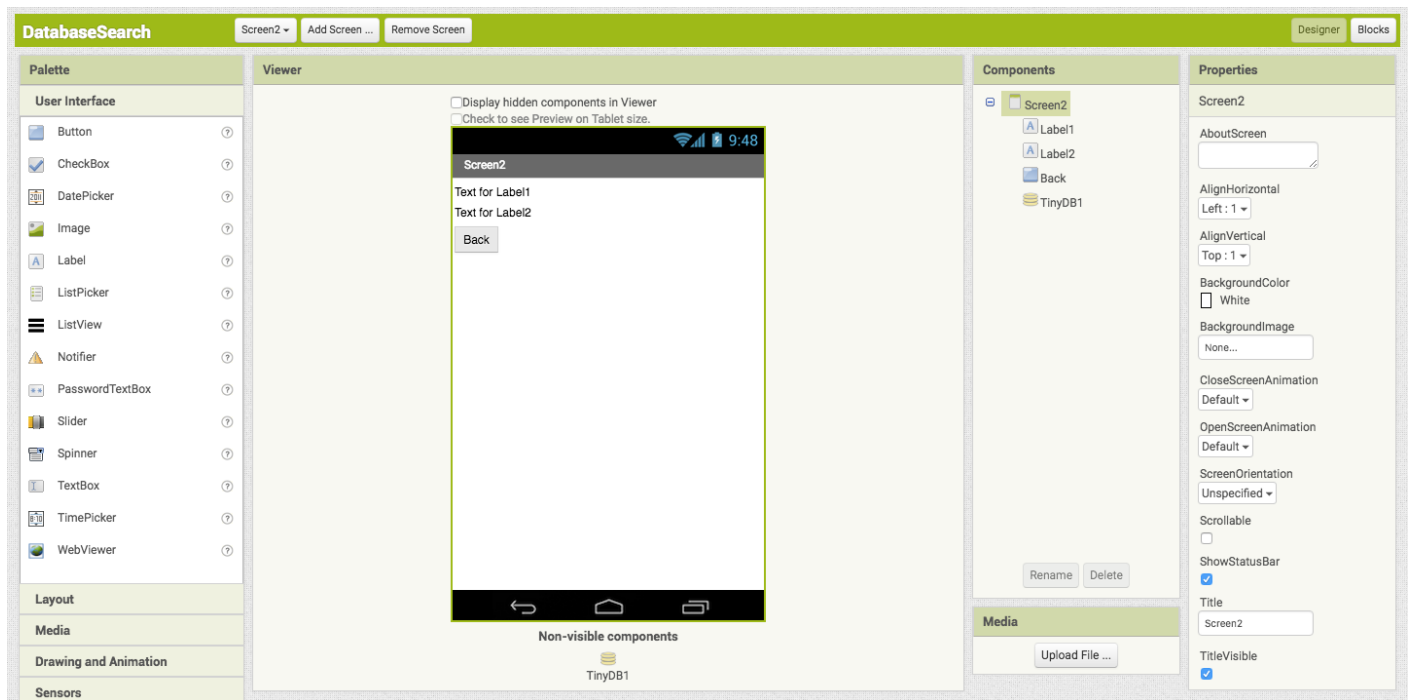 DatabaseSearch
Screen2
Add Screen ...
Remove Screen
Designer
Blocks
Palette
User Interface
Button
?
CheckBox
?
DatePicker
?
Image
?
Label
?
ListPicker
?
ListView
?
Notifier
?
PasswordTextBox
?
Slider
?
Spinner
?
TextBox
?
TimePicker
?
WebViewer
?
Layout
Media
Drawing and Animation
Sensors
Viewer
Display hidden components in Viewer
Check to see Preview on Tablet size.
9:48
Screen2
Text for Label1
Text for Label2
Back
Non-visible components
TinyDB1
Components
Screen2
A Label1
A Label2
Back
TinyDB1
Rename
Delete
Media
Upload File ...
Properties
Screen2
AboutScreen
AlignHorizontal
Left : 1
AlignVertical
Top : 1
BackgroundColor
White
BackgroundImage
None...
CloseScreenAnimation
Default
OpenScreenAnimation
Default
ScreenOrientation
Unspecified
Scrollable
ShowStatusBar
Title
Screen2
TitleVisible